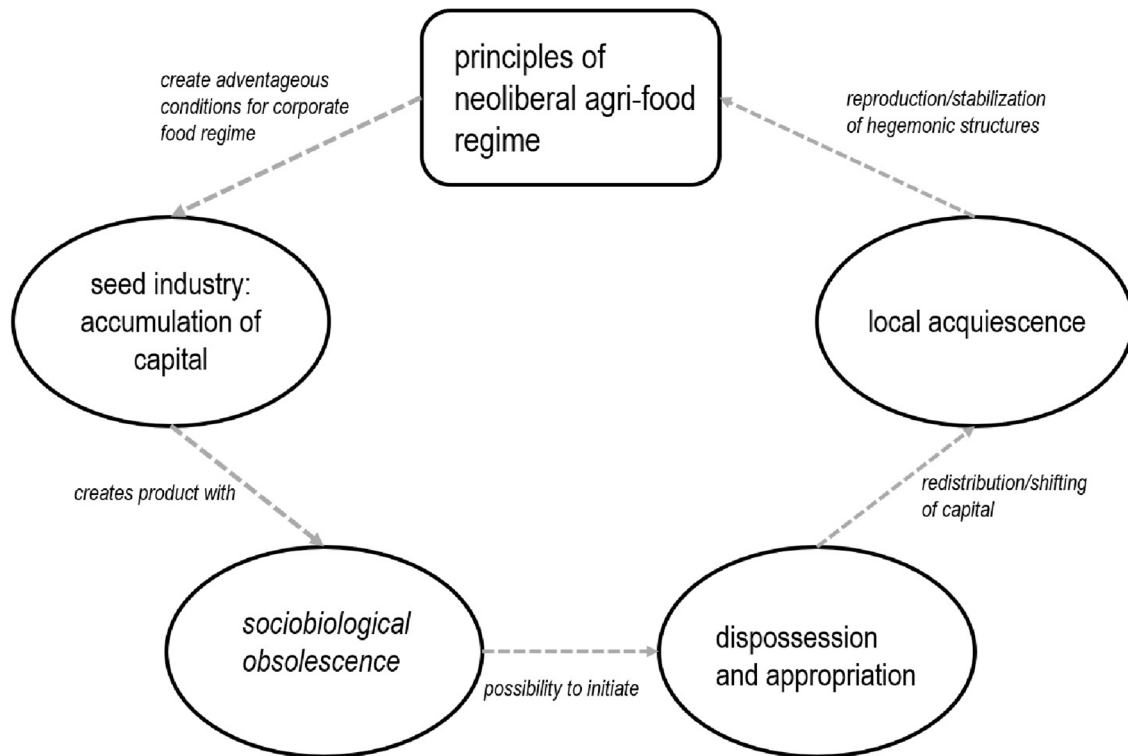 principles of
neoliberal agri-food
regime
create adventageous
conditions for corporate
food regime
seed industry:
accumulation of
capital
creates product with
sociobiological
obsolescence
possibility to initiate
dispossession
and appropriation
redistribution/shifting
of capital
local acquiescence
reproduction/stabilization
of hegemonic structures